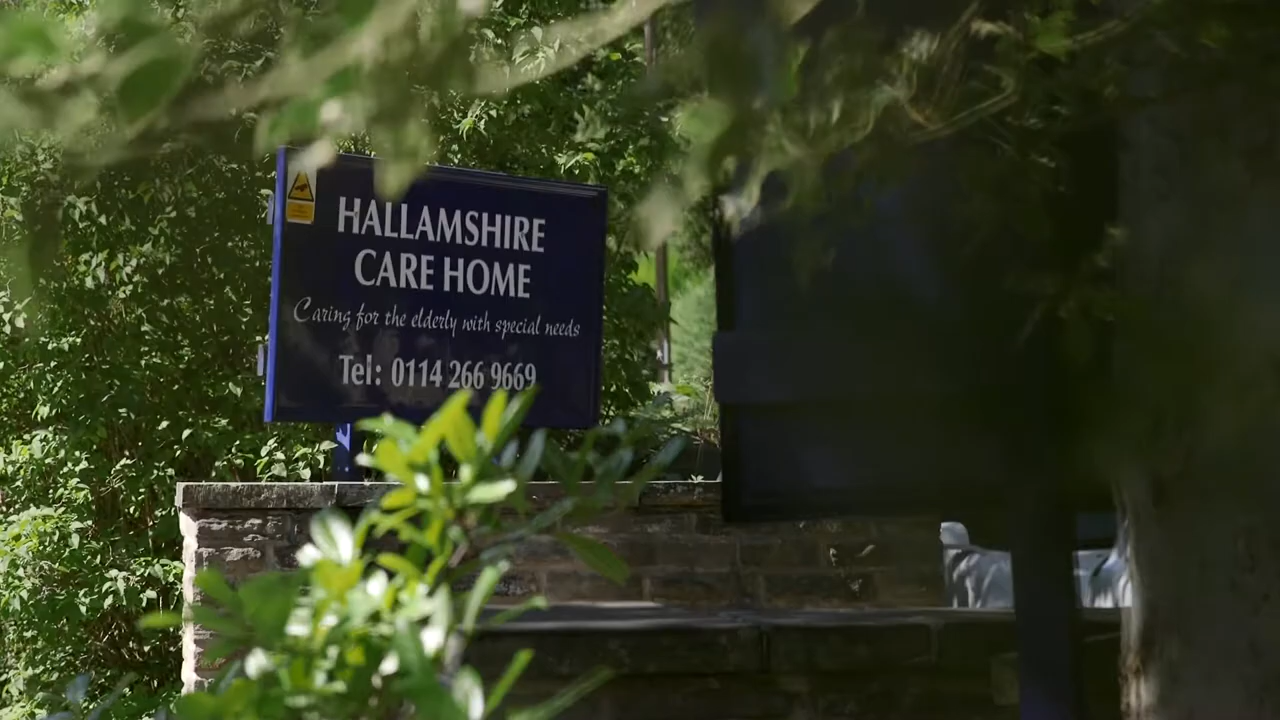 HALLAMSHIRE
CARE HOME
Caring for the elderly with special needs
Tel: 0114 266 9669